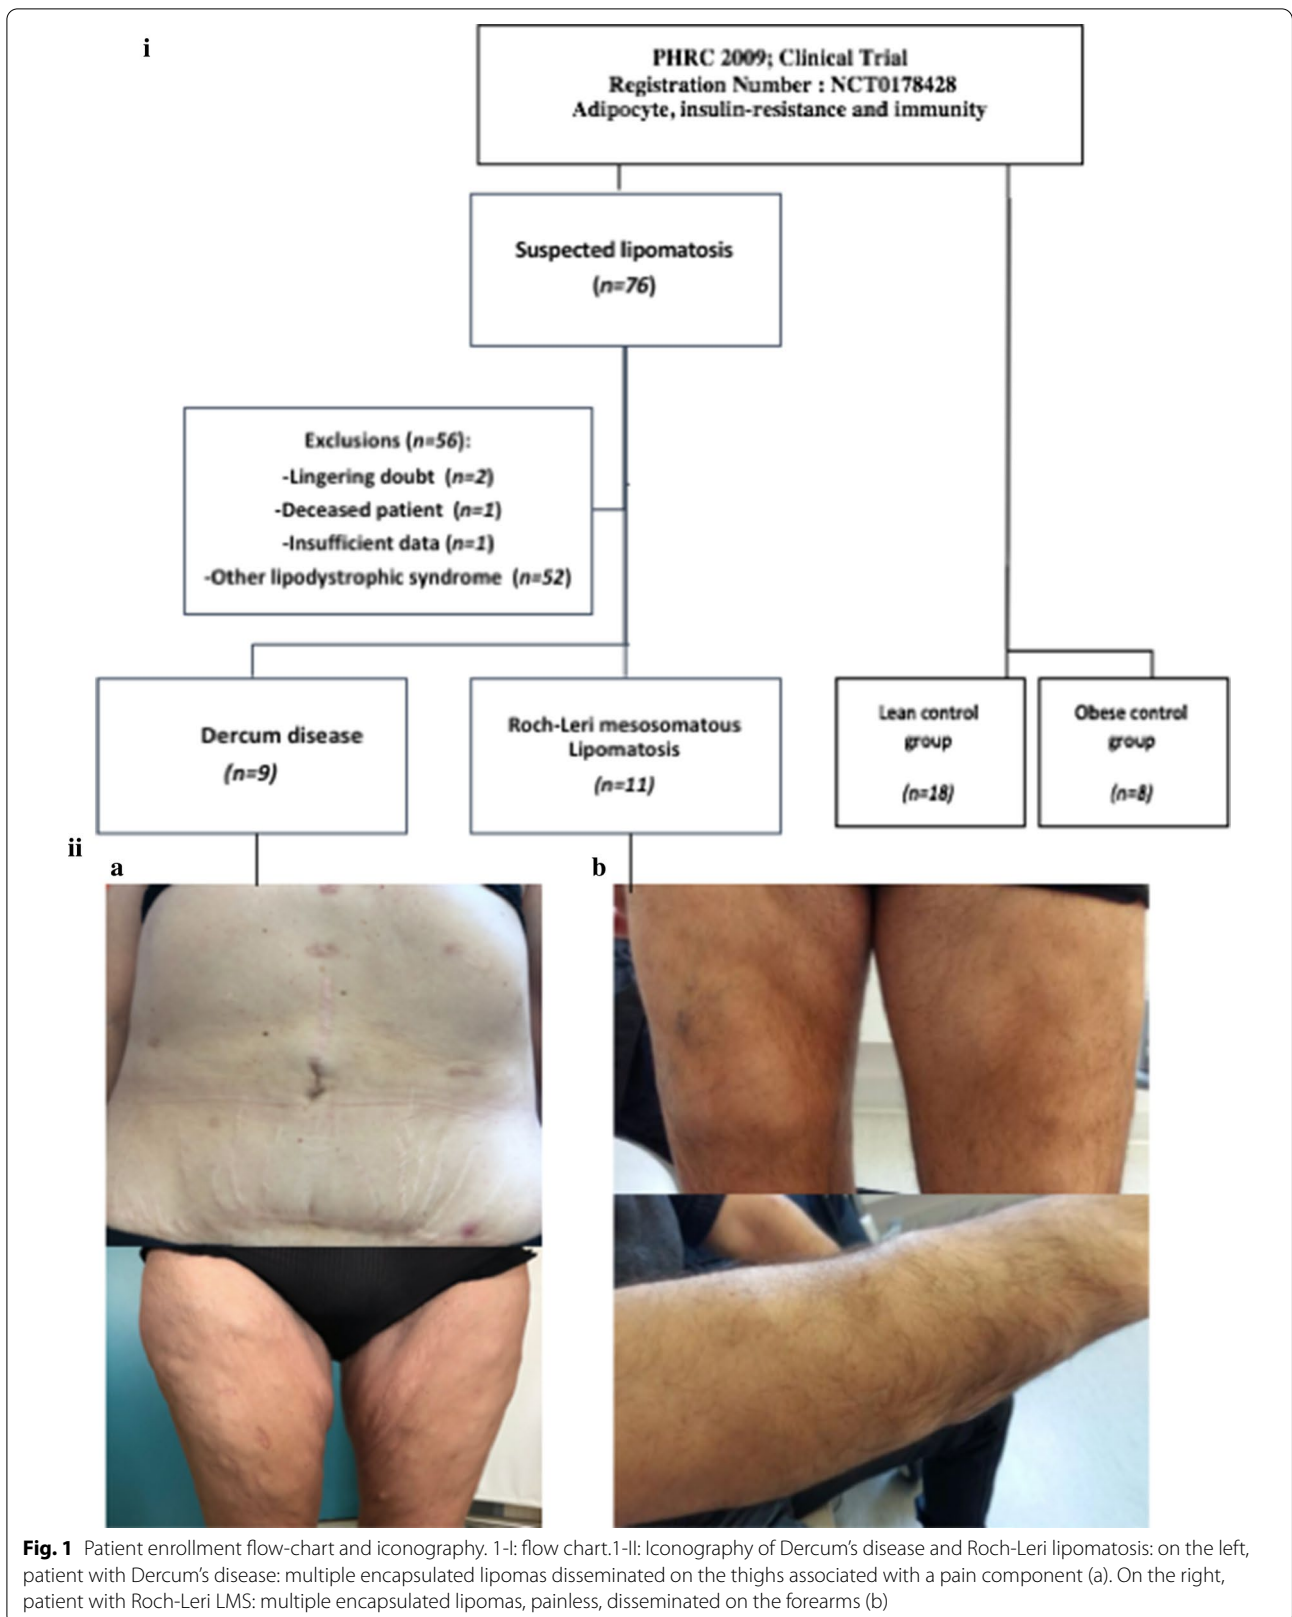 i
PHRC 2009; Clinical Trial
Registration Number : NCT0178428
Adipocyte, insulin-resistance and immunity
Suspected lipomatosis
(n=76)
Exclusions (n=56):
-Lingering doubt (n=2)
-Deceased patient (n=1)
-Insufficient data (n=1)
-Other lipodystrophic syndrome (n=52)
Dercum disease
(n=9)
Roch-Leri mesosomatous
Lipomatosis
(n=11)
Lean control
group
(n=18)
Obese control
group
(n=8)
ii
a
b
Fig. 1 Patient enrollment flow-chart and iconography. 1-I: flow chart.1-II: Iconography of Dercum's disease and Roch-Leri lipomatosis: on the left,
patient with Dercum's disease: multiple encapsulated lipomas disseminated on the thighs associated with a pain component (a). On the right,
patient with Roch-Leri LMS: multiple encapsulated lipomas, painless, disseminated on the forearms (b)